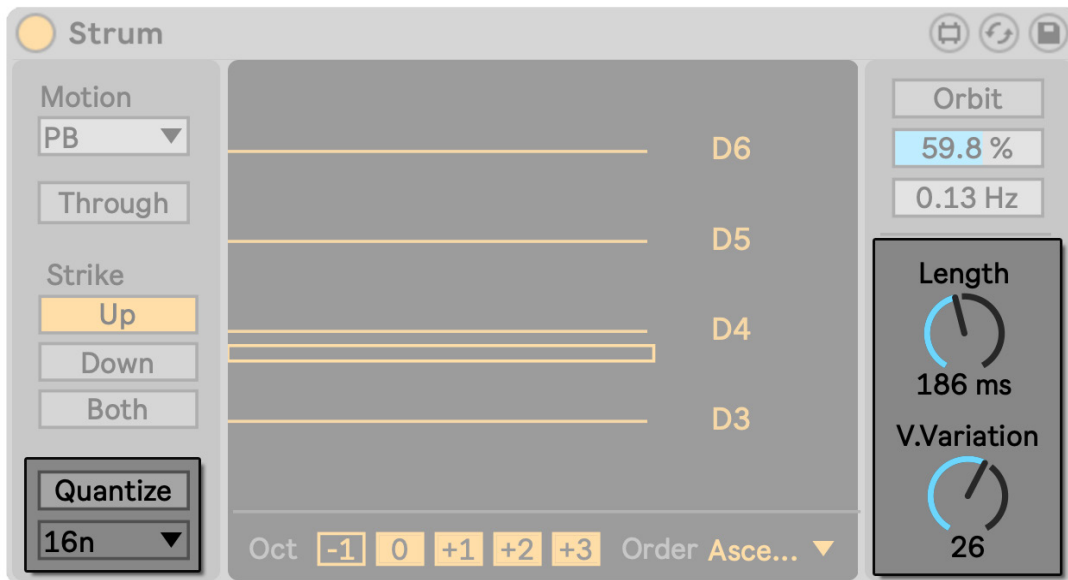 Strum
Motion
PB
Through
Strike
Up
Down
Both
Quantize
16n
D6
D5
D4
D3
Oct -1 0 +1 +2 +3 Order Asce...
Orbit
59.8 %
0.13 Hz
Length
186 ms
V.Variation
26